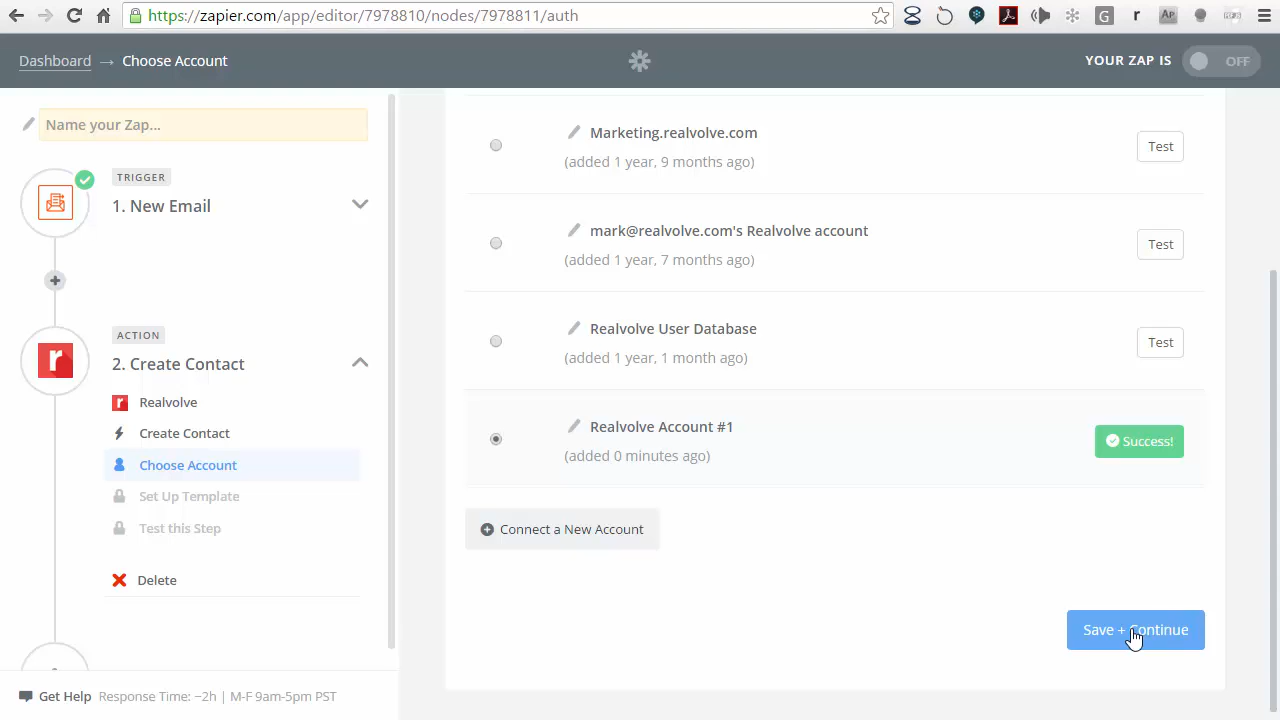 https://zapier.com/app/editor/7978810/nodes/7978811/auth
Dashboard → Choose Account
YOUR ZAP IS OFF
Name your Zap...
TRIGGER
1. New Email
ACTION
2. Create Contact
Realvolve
Create Contact
Choose Account
Set Up Template
Test this Step
Delete
Get Help Response Time: ~2h | M-F 9am-5pm PST
Marketing.realvolve.com
(added 1 year, 9 months ago)
Test
mark@realvolve.com's Realvolve account
(added 1 year, 7 months ago)
Test
Realvolve User Database
(added 1 year, 1 month ago)
Test
Realvolve Account #1
(added 0 minutes ago)
Success!
Connect a New Account
Save + Continue